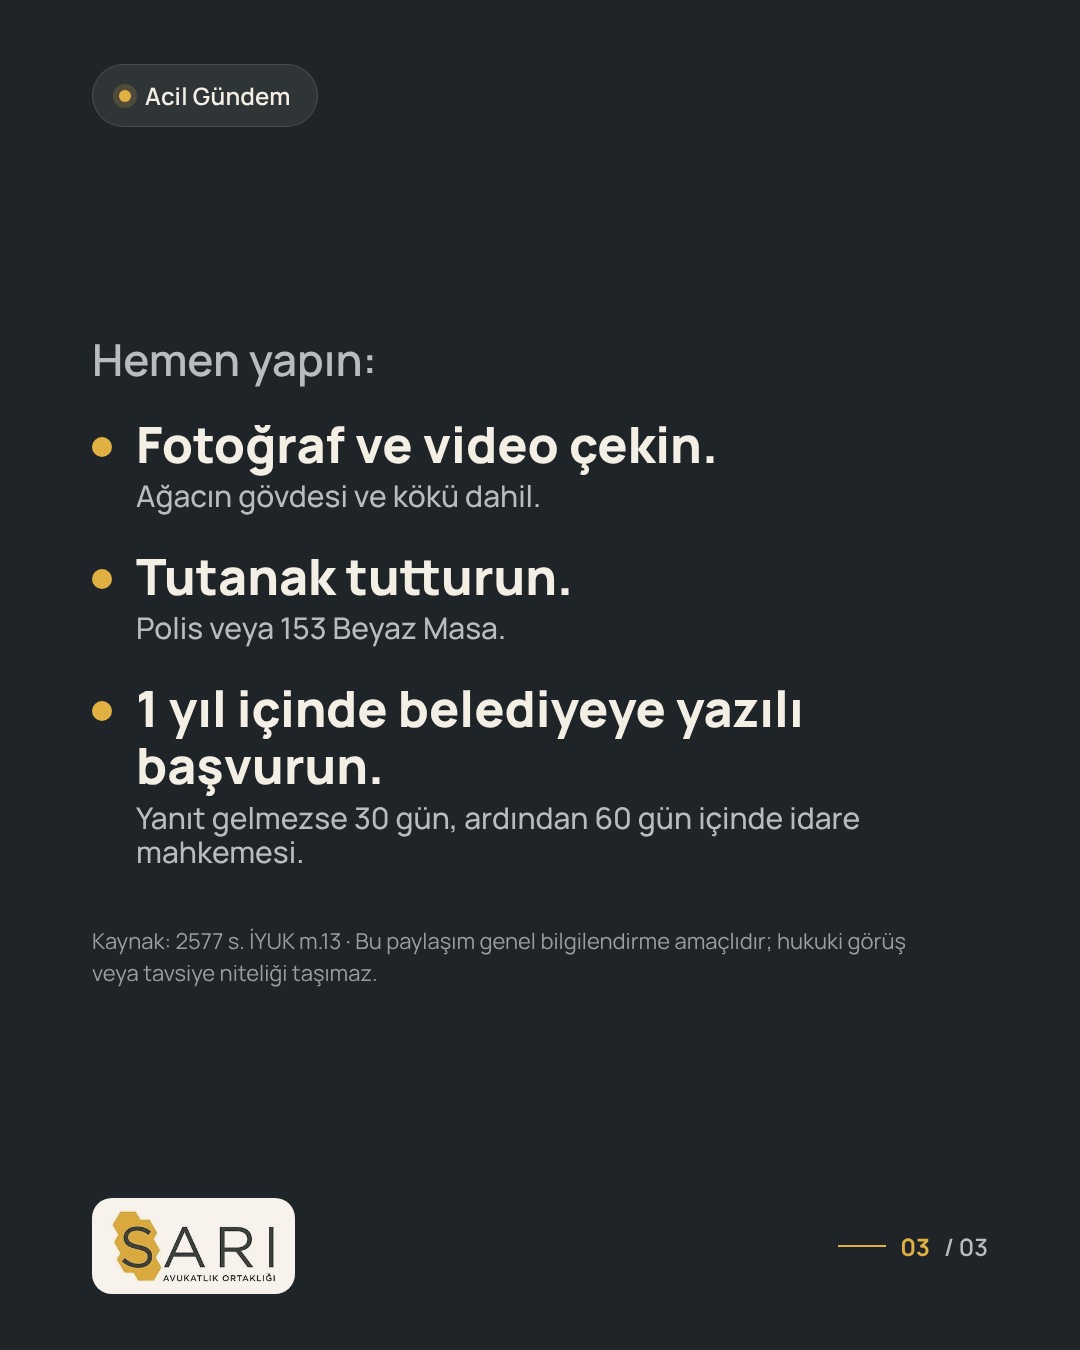 Acil Gündem
Hemen yapın:
Fotoğraf ve video çekin.
Ağacın gövdesi ve kökü dahil.
Tutanak tutturun.
Polis veya 153 Beyaz Masa.
1 yıl içinde belediyeye yazılı
başvurun.
Yanıt gelmezse 30 gün, ardından 60 gün içinde idare
mahkemesi.
Kaynak: 2577 s. İYUK m.13 · Bu paylaşım genel bilgilendirme amaçlıdır; hukuki görüş
veya tavsiye niteliği taşımaz.
SARI
AVUKATLIK ORTAKLIĞI
03 / 03